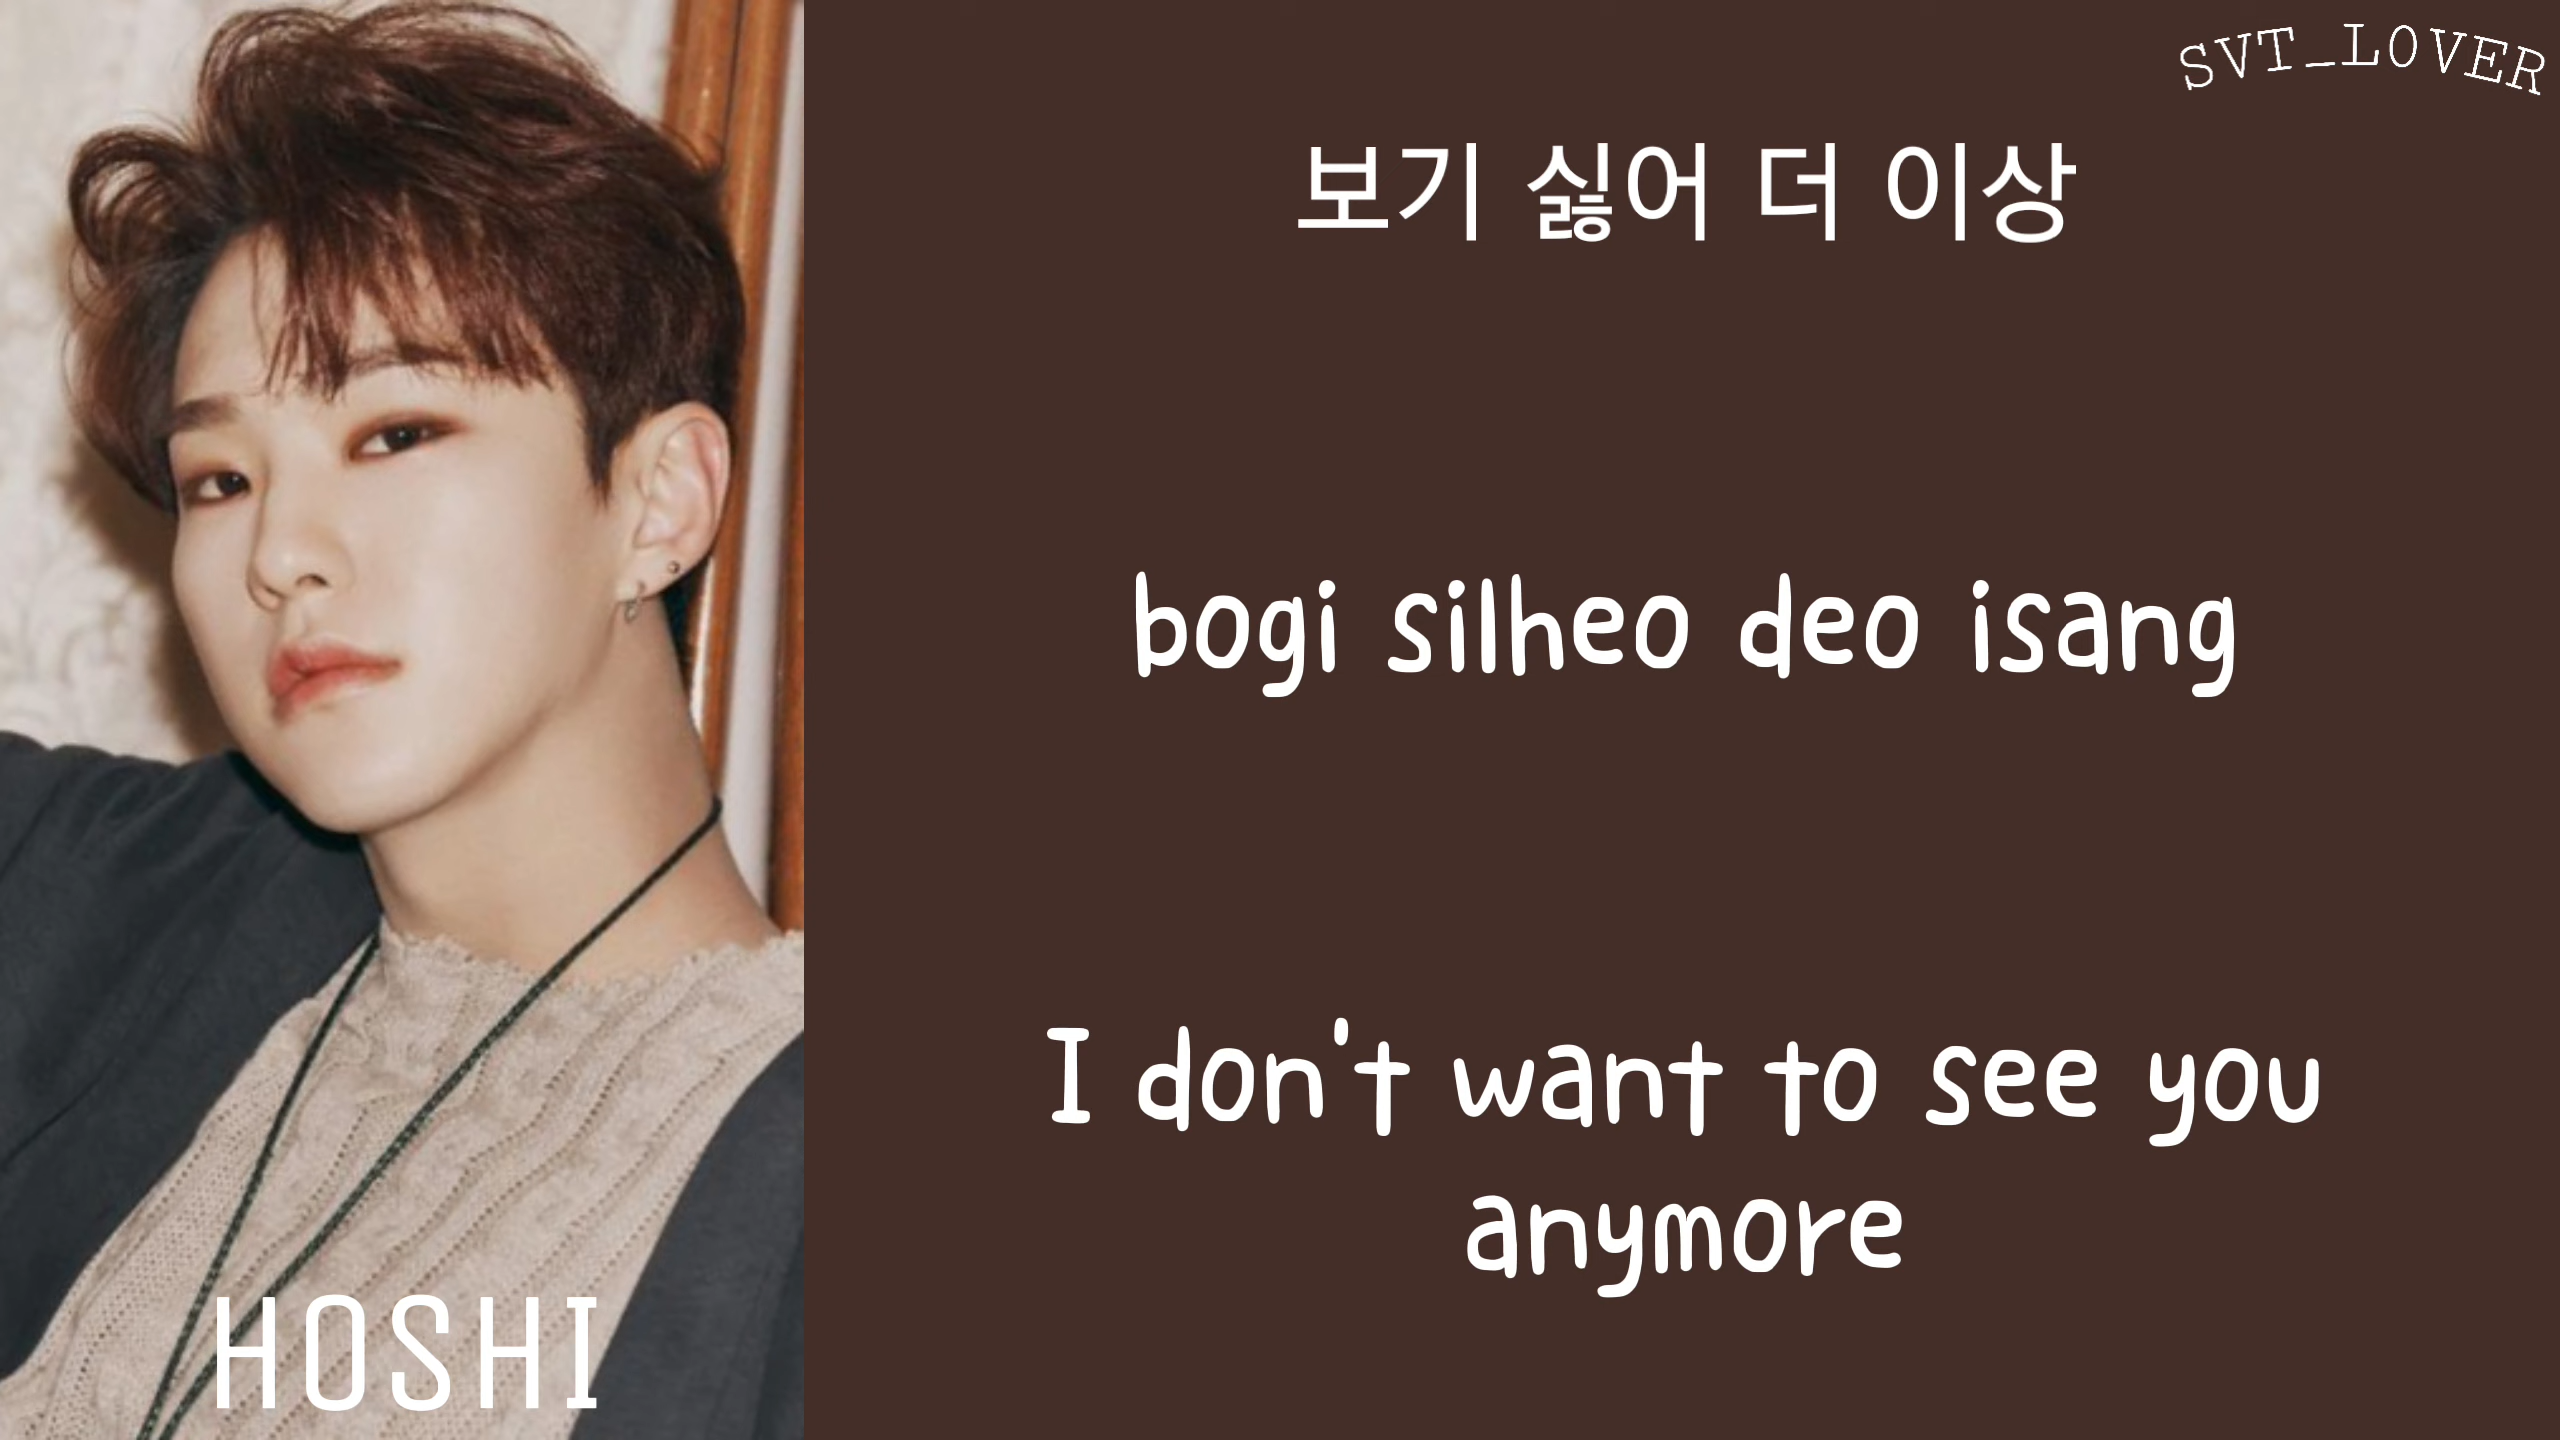 SVT_LOVER
보기 싫어 더 이상
bogi silheo deo isang
I don't want to see you
anymore
HOSHI